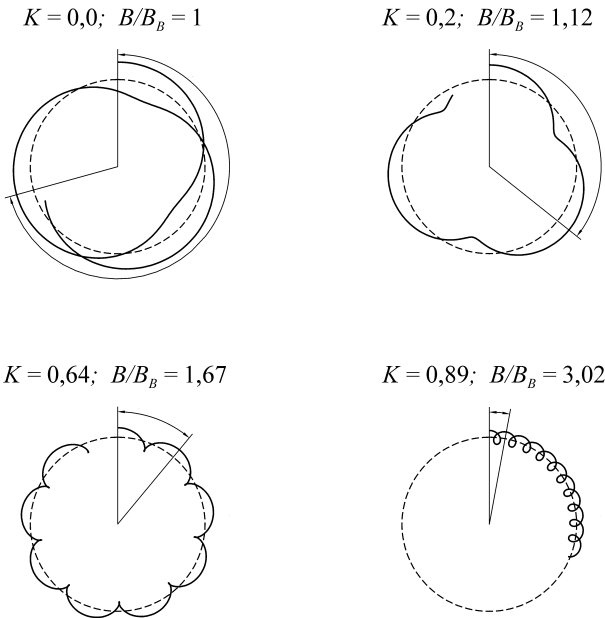 K = 0,0; B/B_B = 1
K = 0,2; B/B_B = 1,12
K = 0,64; B/B_B = 1,67
K = 0,89; B/B_B = 3,02